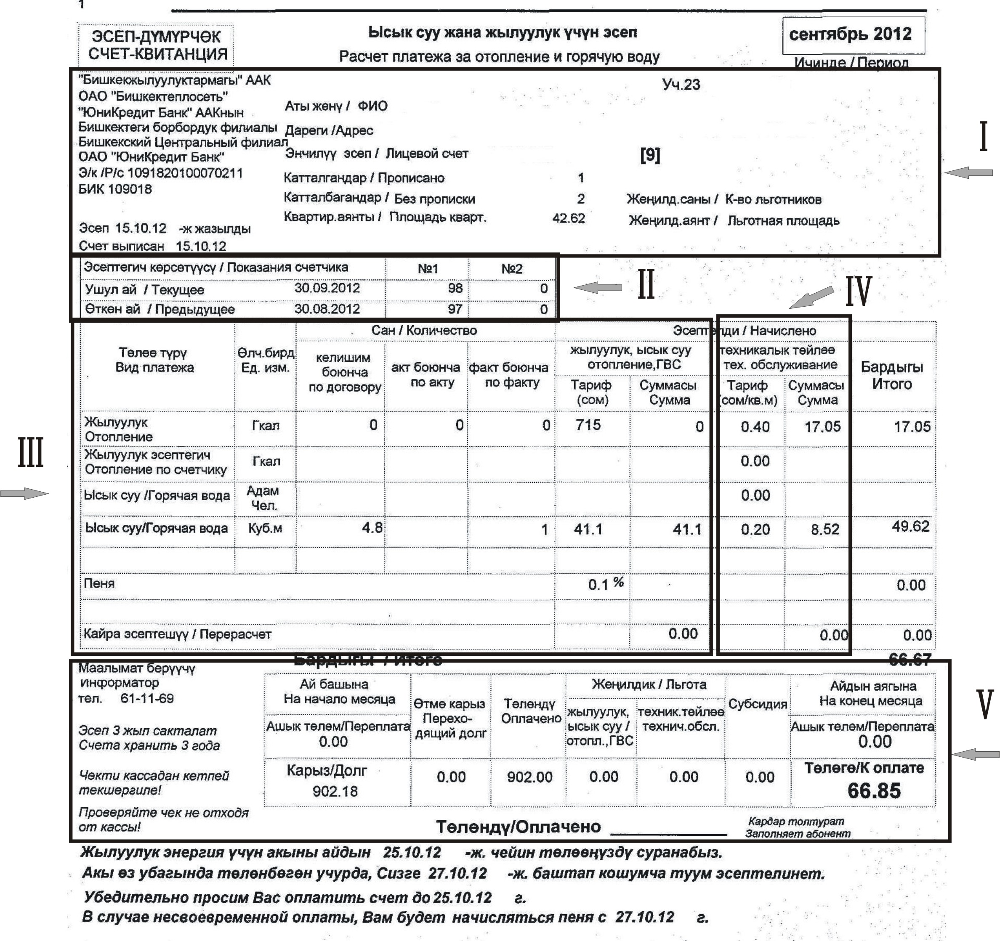 1
ЭСЕП-ДҮМҮРЧӨК
СЧЕТ-КВИТАНЦИЯ
Ысык суу жана жылуулук үчүн эсеп
Расчет платежа за отопление и горячую воду
сентябрь 2012
Ичинде / Период
"Бишкекжылуулуктармагы" ААК
ОАО "Бишкектеплосеть"
"ЮниКредит Банк" ААКнын
Бишкектеги борбордук филиалы
Бишкекский Центральный филиал
ОАО "ЮниКредит Банк"
Э/к /Р/с 1091820100070211
БИК 109018
Эсеп 15.10.12 -ж жазылды
Счет выписан 15.10.12
Уч.23
Аты жөнү / ФИО
Дареги /Адрес
Энчилүү эсеп / Лицевой счет [9]
Катталгандар / Прописано 1
Катталбагандар / Без прописки 2 Жеңилд.саны / К-во льготников
Квартир.аянты / Площадь кварт. 42.62 Жеңилд.аянт / Льготная площадь
I
Эсептегич көрсөтүүсү / Показания счетчика №1 №2
Ушул ай / Текущее 30.09.2012 98 0
Өткөн ай / Предыдущее 30.08.2012 97 0
II
IV
Төлөө түрү
Вид платежа
Өлч.бирд
Ед. изм.
Сан / Количество
келишим
боюнча
по договору
акт боюнча
по акту
факт боюнча
по факту
Эсептелди / Начислено
жылуулук, ысык суу
отопление,ГВС
Тариф
(сом)
Суммасы
Сумма
техникалык төйлөө
тех. обслуживание
Тариф
(сом/кв.м)
Суммасы
Сумма
Бардыгы
Итого
Жылуулук
Отопление
Гкал 0 0 0 715 0 0.40 17.05 17.05
III
Жылуулук эсептегич
Отопление по счетчику
Гкал 0.00
Ысык суу /Горячая вода
Адам
Чел.
0.00
Ысык суу/Горячая вода Куб.м 4.8 1 41.1 41.1 0.20 8.52 49.62
Пеня 0.1 % - 0.00
Кайра эсептешүү / Перерасчет 0.00 0.00 0.00
Бардыгы / Итого 66.67
Маалымат берүүчү
Информатор
тел. 61-11-69
Эсеп 3 жыл сакталат
Счета хранить 3 года
Чекти кассадан кетпей
текшергиле!
Проверяйте чек не отходя
от кассы!
Ай башына
На начало месяца
Ашык төлөм/Переплата
0.00
Карыз/Долг
902.18
Өтмө карыз
Перехо-
дящий долг
0.00
Төлөндү
Оплачено
902.00
Жеңилдик / Льгота
жылуулук,
ысык суу /
отопл.,ГВС
0.00
техник.төйлөө
технич.обсл.
0.00
Субсидия
0.00
Айдын аягына
На конец месяца
Ашык төлөм/Переплата
0.00
Төлөгө/К оплате
66.85
V
Төлөндү/Оплачено
Кардар толтурат
Заполняет абонент
Жылуулук энергия үчүн акыны айдын 25.10.12 -ж. чейин төлөөңүздү суранабыз.
Акы өз убагында төлөнбөгөн учурда, Сизге 27.10.12 -ж. баштап кошумча туум эсептелинет.
Убедительно просим Вас оплатить счет до 25.10.12 г.
В случае несвоевременной оплаты, Вам будет начисляться пеня с 27.10.12 г.